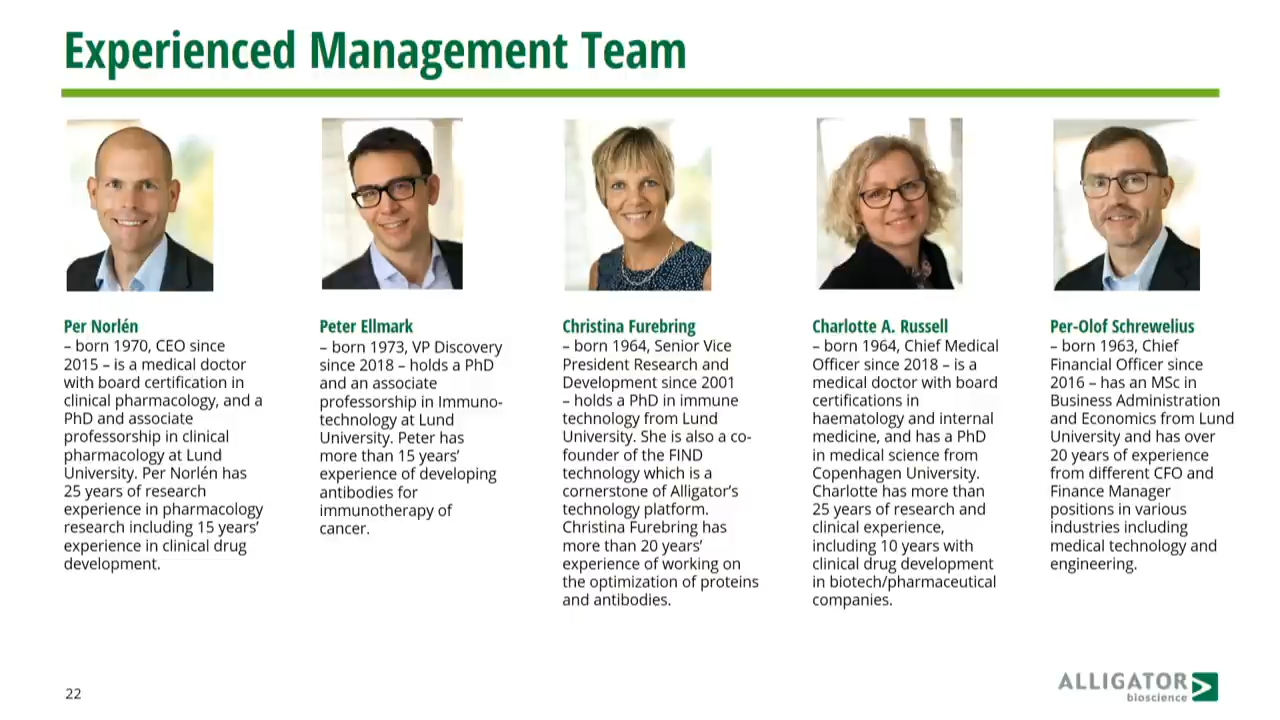 Experienced Management Team
Per Norlén
– born 1970, CEO since
2015 – is a medical doctor
with board certification in
clinical pharmacology, and a
PhD and associate
professorship in clinical
pharmacology at Lund
University. Per Norlén has
25 years of research
experience in pharmacology
research including 15 years’
experience in clinical drug
development.
Peter Ellmark
– born 1973, VP Discovery
since 2018 – holds a PhD
and an associate
professorship in Immuno-
technology at Lund
University. Peter has
more than 15 years’
experience of developing
antibodies for
immunotherapy of
cancer.
Christina Furebring
– born 1964, Senior Vice
President Research and
Development since 2001
– holds a PhD in immune
technology from Lund
University. She is also a co-
founder of the FIND
technology which is a
cornerstone of Alligator’s
technology platform.
Christina Furebring has
more than 20 years’
experience of working on
the optimization of proteins
and antibodies.
Charlotte A. Russell
– born 1964, Chief Medical
Officer since 2018 – is a
medical doctor with board
certifications in
haematology and internal
medicine, and has a PhD
in medical science from
Copenhagen University.
Charlotte has more than
25 years of research and
clinical experience,
including 10 years with
clinical drug development
in biotech/pharmaceutical
companies.
Per-Olof Schrewelius
– born 1963, Chief
Financial Officer since
2016 – has an MSc in
Business Administration
and Economics from Lund
University and has over
20 years of experience
from different CFO and
Finance Manager
positions in various
industries including
medical technology and
engineering.
22
ALLIGATOR
bioscience